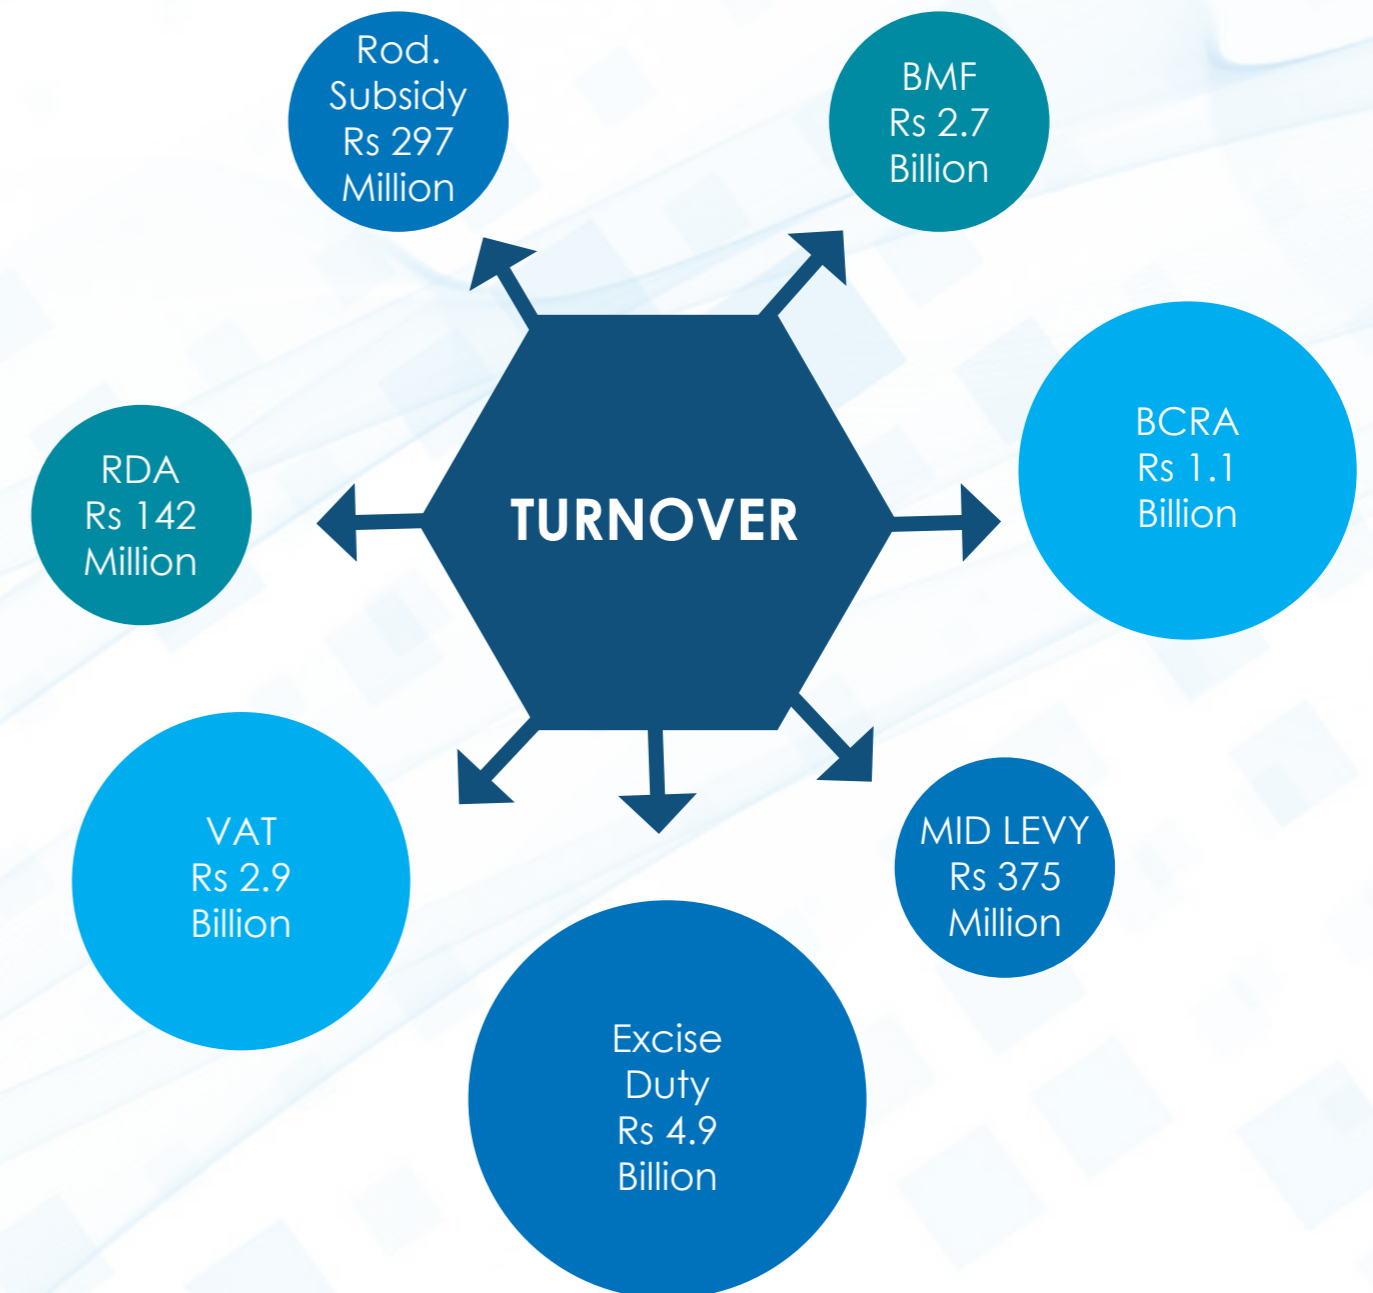 Rod.
Subsidy
Rs 297
Million
BMF
Rs 2.7
Billion
BCRA
Rs 1.1
Billion
RDA
Rs 142
Million
TURNOVER
VAT
Rs 2.9
Billion
MID LEVY
Rs 375
Million
Excise
Duty
Rs 4.9
Billion